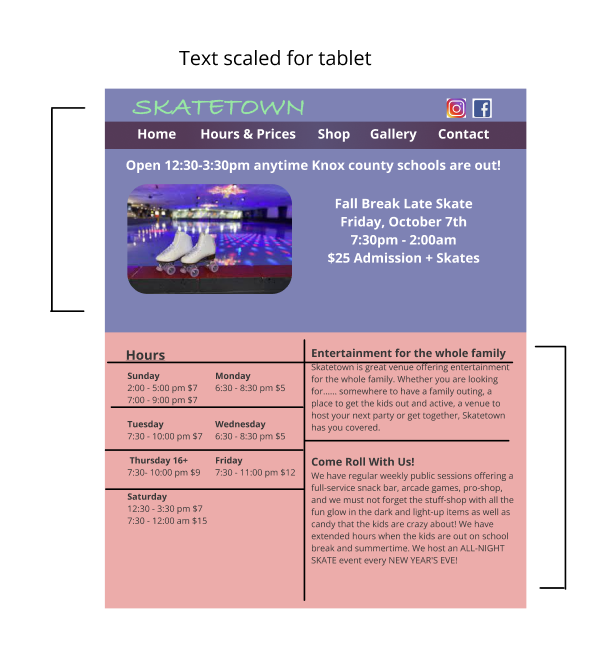 Text scaled for tablet
SKATETOWN
Home Hours & Prices Shop Gallery Contact
Open 12:30-3:30pm anytime Knox county schools are out!
Fall Break Late Skate
Friday, October 7th
7:30pm - 2:00am
$25 Admission + Skates
Hours
Sunday Monday
2:00 - 5:00 pm $7 6:30 - 8:30 pm $5
7:00 - 9:00 pm $7
Tuesday Wednesday
7:30 - 10:00 pm $7 6:30 - 8:30 pm $5
Thursday 16+ Friday
7:30- 10:00 pm $9 7:30 - 11:00 pm $12
Saturday
12:30 - 3:30 pm $7
7:30 - 12:00 am $15
Entertainment for the whole family
Skatetown is great venue offering entertainment
for the whole family. Whether you are looking
for...... somewhere to have a family outing, a
place to get the kids out and active, a venue to
host your next party or get together, Skatetown
has you covered.
Come Roll With Us!
We have regular weekly public sessions offering a
full-service snack bar, arcade games, pro-shop,
and we must not forget the stuff-shop with all the
fun glow in the dark and light-up items as well as
candy that the kids are crazy about! We have
extended hours when the kids are out on school
break and summertime. We host an ALL-NIGHT
SKATE event every NEW YEAR'S EVE!